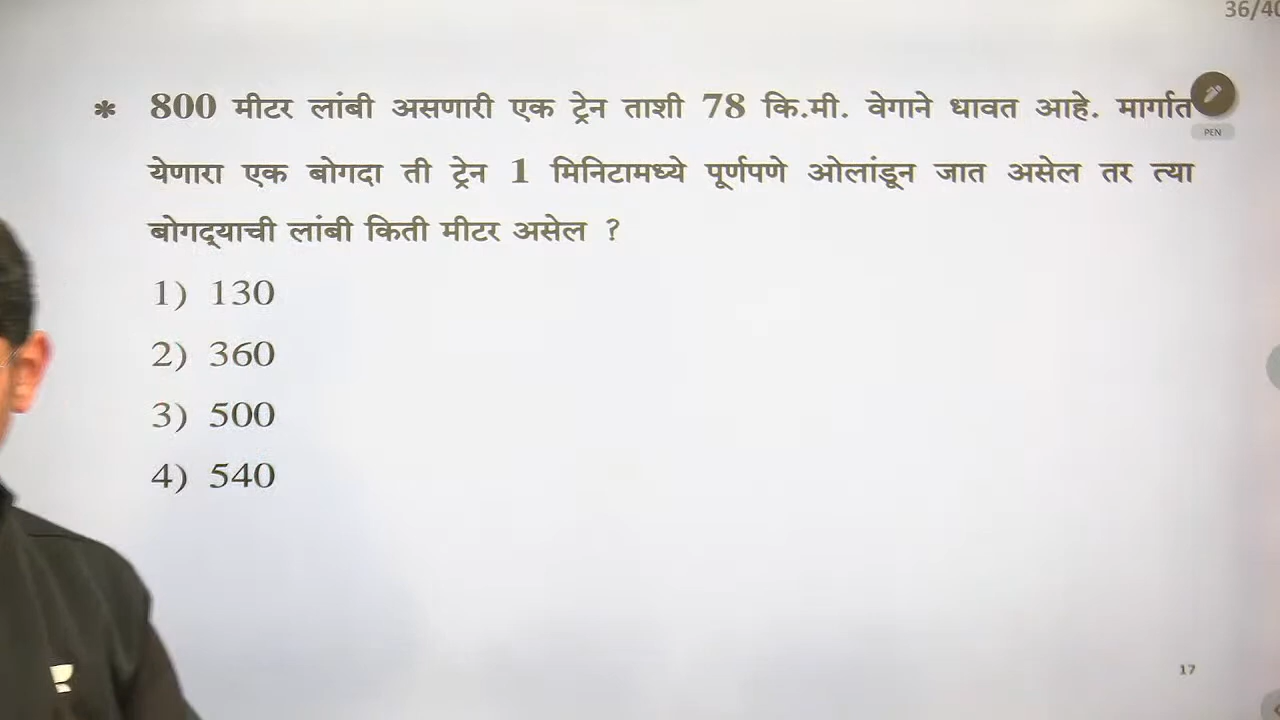 36/40
* 800 मीटर लांबी असणारी एक ट्रेन ताशी 78 कि.मी. वेगाने धावत आहे. मार्गात
PEN
येणारा एक बोगदा ती ट्रेन 1 मिनिटामध्ये पूर्णपणे ओलांडून जात असेल तर त्या
बोगद्याची लांबी किती मीटर असेल ?
1) 130
2) 360
3) 500
4) 540
17